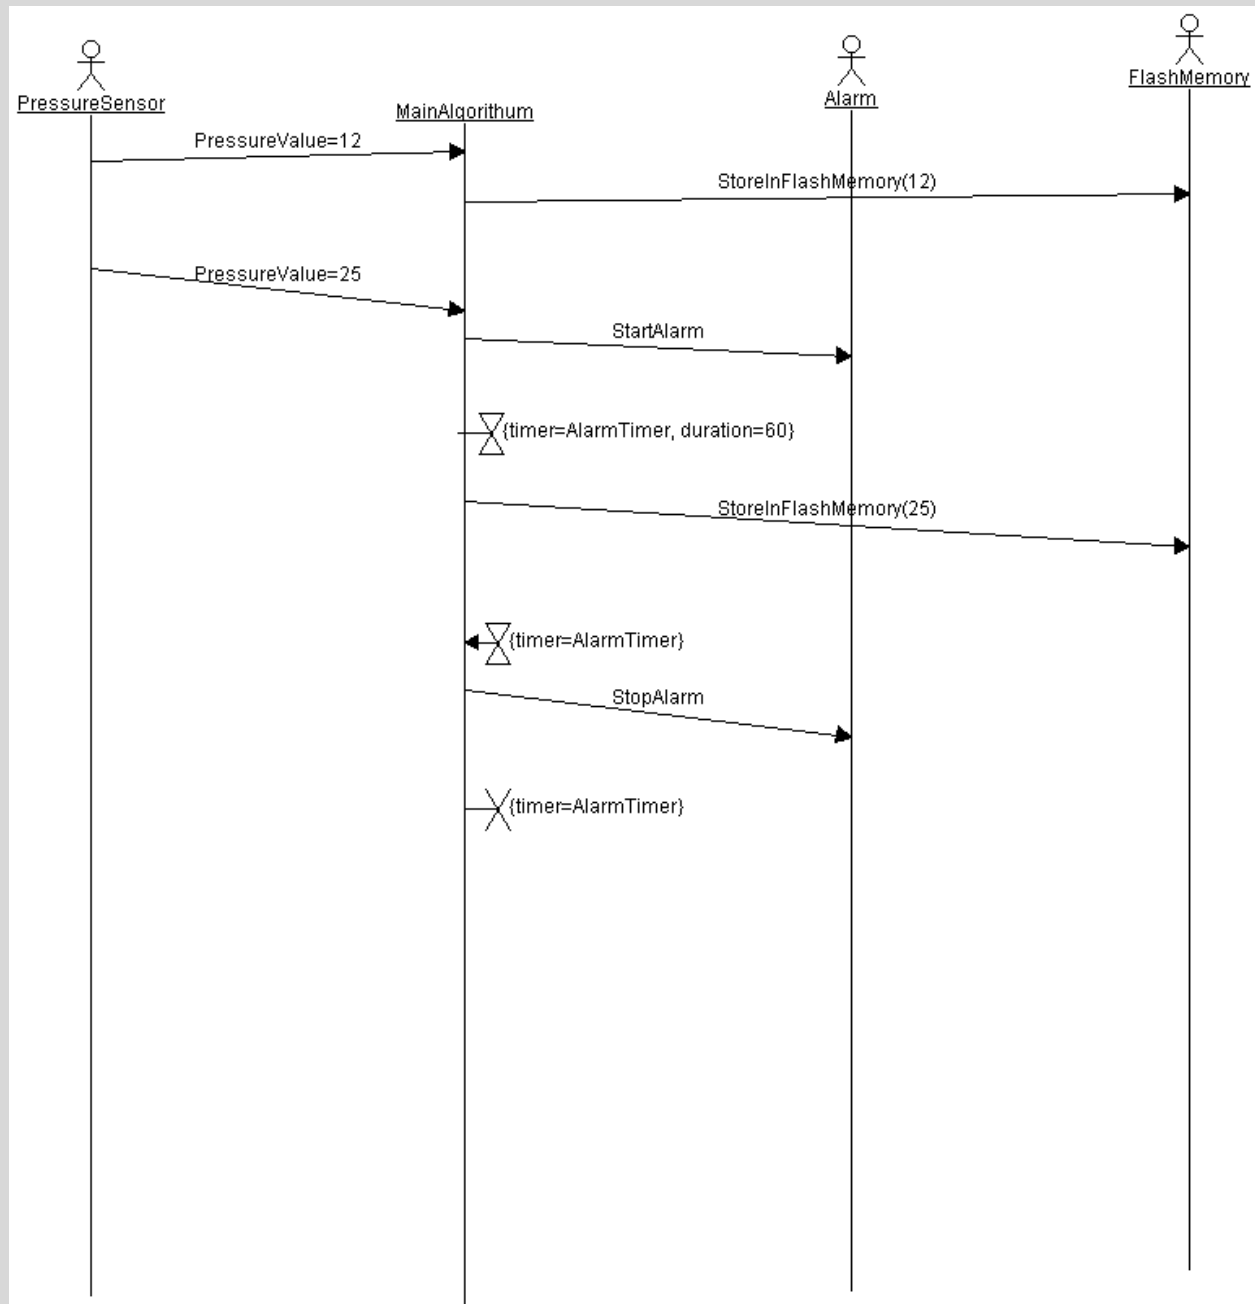 PressureSensor
MainAlgorithum
Alarm
FlashMemory
PressureValue=12
StoreInFlashMemory(12)
PressureValue=25
StartAlarm
{timer=AlarmTimer, duration=60}
StoreInFlashMemory(25)
{timer=AlarmTimer}
StopAlarm
{timer=AlarmTimer}